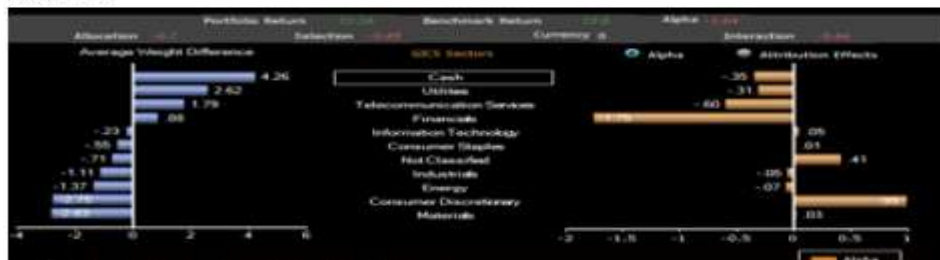 Portfolio Return Benchmark Return Alpha
Allocation Selection Currency 0 Interaction
Average Weight Difference GICS Sectors Alpha Attribution Effects
4.26 Cash -.35
2.62 Utilities -.31
1.79 Telecommunication Services -.60
.88 Financials
-.23 Information Technology .05
-.55 Consumer Staples .01
-.71 Not Classified .41
-1.11 Industrials -.05
-1.37 Energy -.07
Consumer Discretionary
Materials .03
-4 -2 0 2 4 6 -2 -1.5 -1 -0.5 0 0.5 1
Alpha